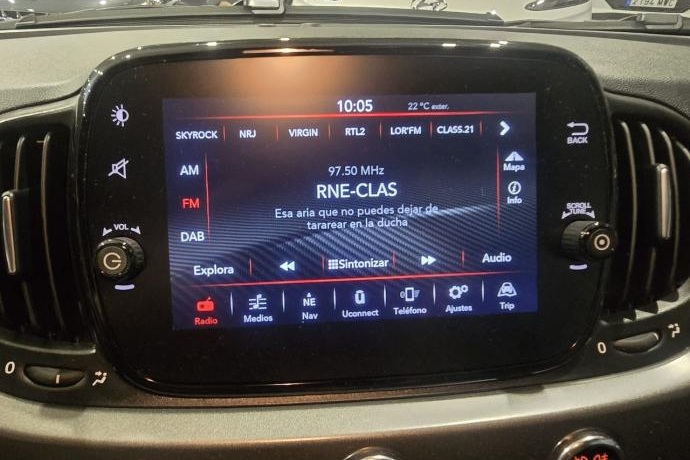 10:05 22 °C exter.
SKYROCK NRJ VIRGIN RTL2 LOR'FM CLASS.21
AM
FM
DAB
97.50 MHz
RNE-CLAS
Esa aria que no puedes dejar de
tararear en la ducha
Mapa
Info
Explora Sintonizar Audio
Radio Medios Nav Uconnect Teléfono Ajustes Trip
NE
VOL
BACK
SCROLL
TUNE
0
0